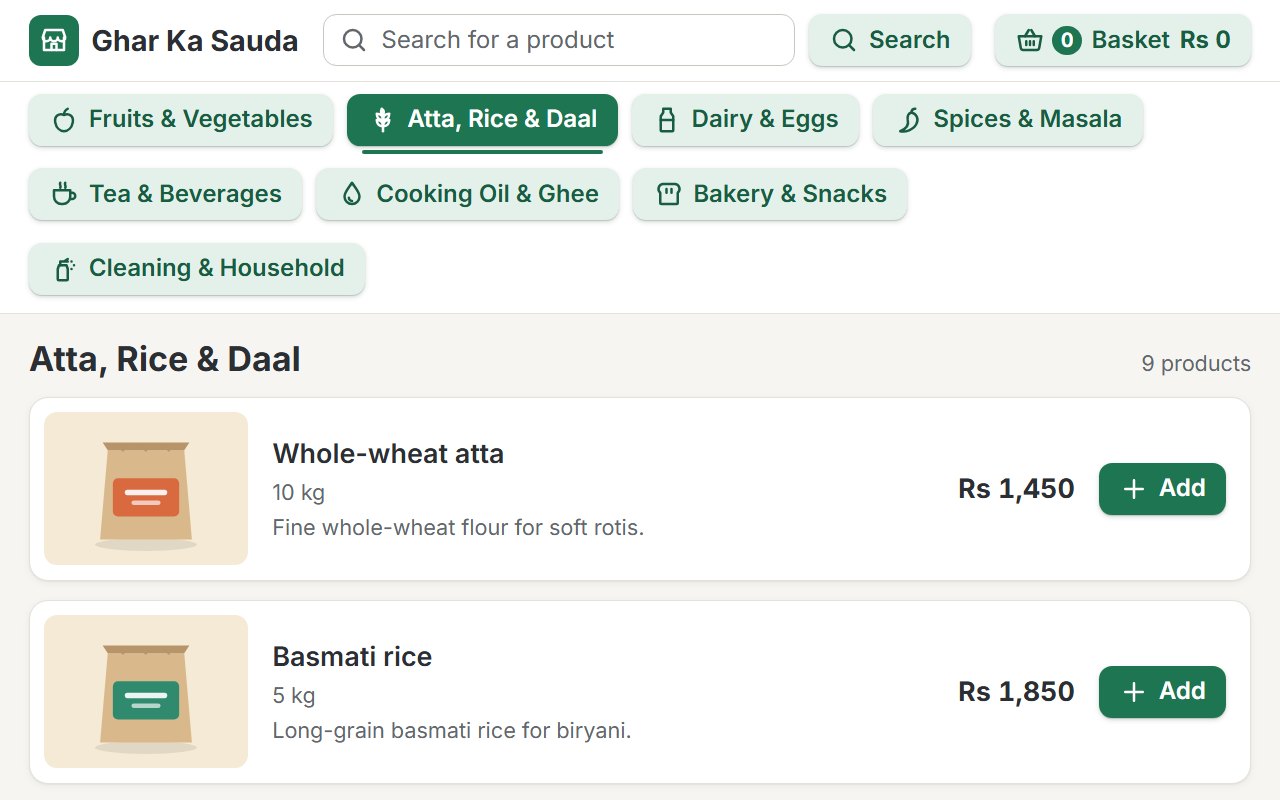 Ghar Ka Sauda
Search for a product
Search
0 Basket Rs 0
Fruits & Vegetables
Atta, Rice & Daal
Dairy & Eggs
Spices & Masala
Tea & Beverages
Cooking Oil & Ghee
Bakery & Snacks
Cleaning & Household
Atta, Rice & Daal
9 products
Whole-wheat atta
10 kg
Fine whole-wheat flour for soft rotis.
Rs 1,450
Add
Basmati rice
5 kg
Long-grain basmati rice for biryani.
Rs 1,850
Add